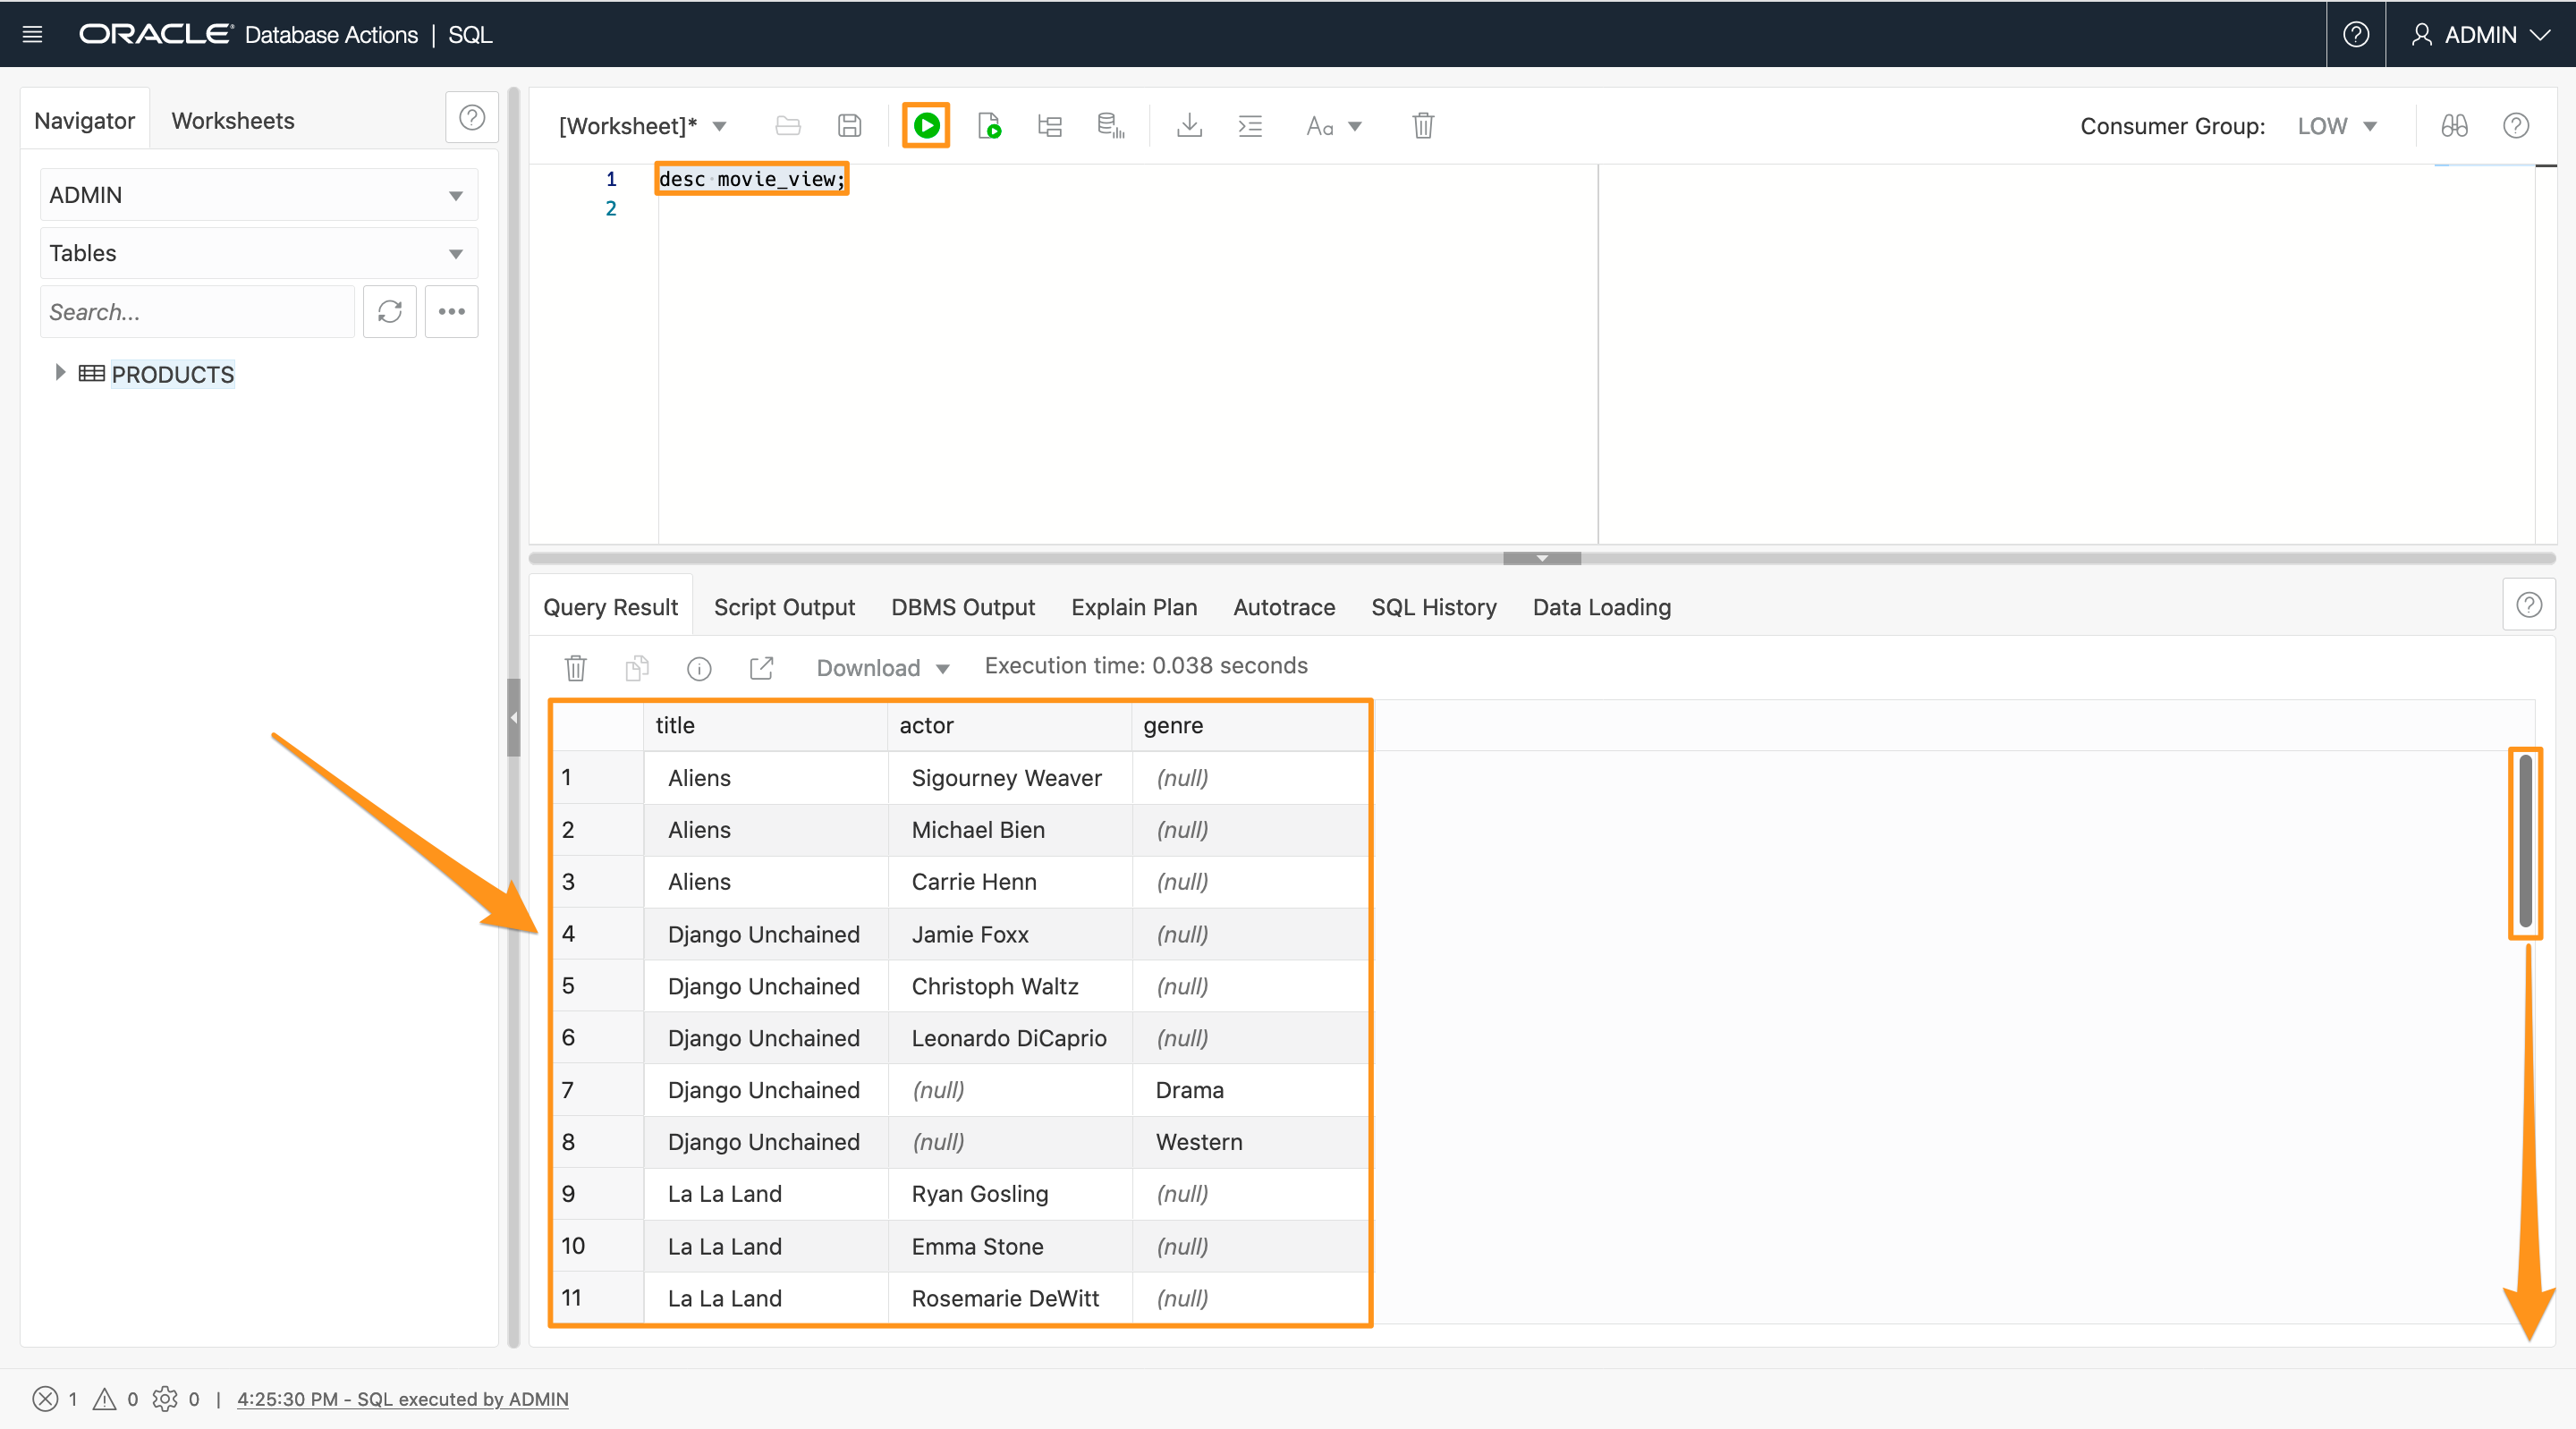 ORACLE Database Actions | SQL
ADMIN
Navigator
Worksheets
ADMIN
Tables
Search...
PRODUCTS
[Worksheet]*
Aa
Consumer Group: LOW
1 desc movie_view;
2
Query Result Script Output DBMS Output Explain Plan Autotrace SQL History Data Loading
Download Execution time: 0.038 seconds
title actor genre
1 Aliens Sigourney Weaver (null)
2 Aliens Michael Bien (null)
3 Aliens Carrie Henn (null)
4 Django Unchained Jamie Foxx (null)
5 Django Unchained Christoph Waltz (null)
6 Django Unchained Leonardo DiCaprio (null)
7 Django Unchained (null) Drama
8 Django Unchained (null) Western
9 La La Land Ryan Gosling (null)
10 La La Land Emma Stone (null)
11 La La Land Rosemarie DeWitt (null)
1 0 0 | 4:25:30 PM - SQL executed by ADMIN